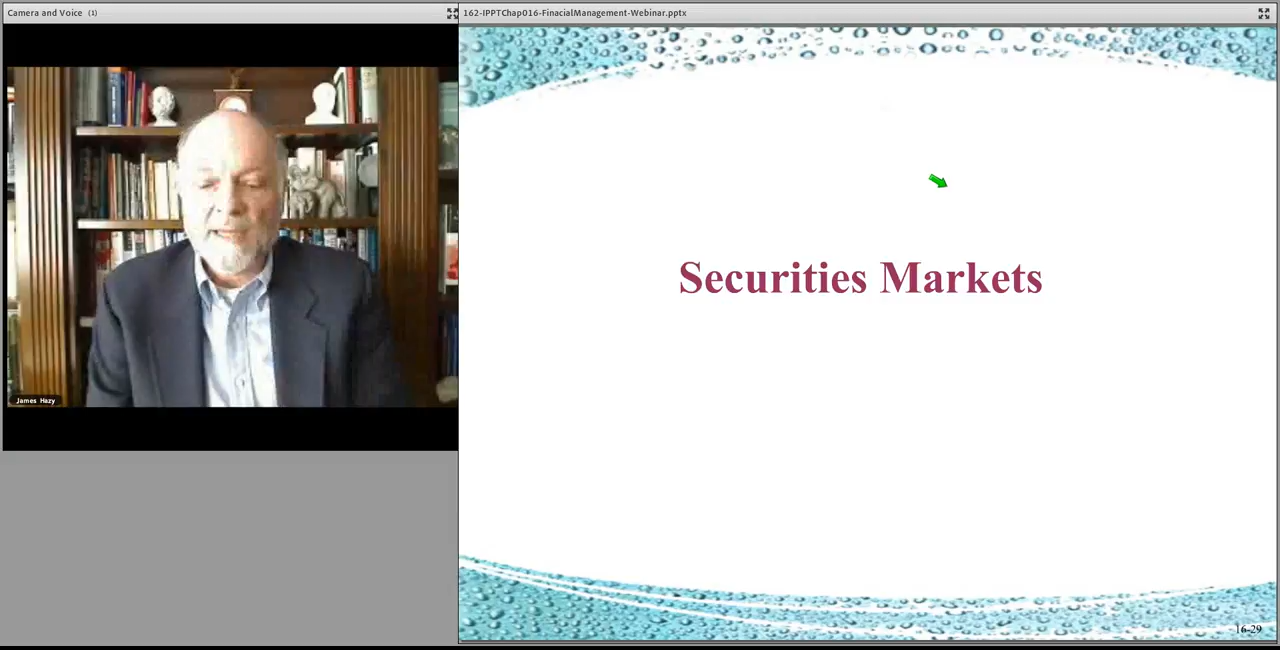 Camera and Voice (1)
162-IPPTChap016-FinacialManagement-Webinar.pptx
Securities Markets
James Hazy
16-29